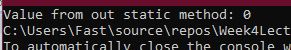 Value from out static method: 0
C:\Users\Fast\source\repos\Week4Lect
To automatically close the console w